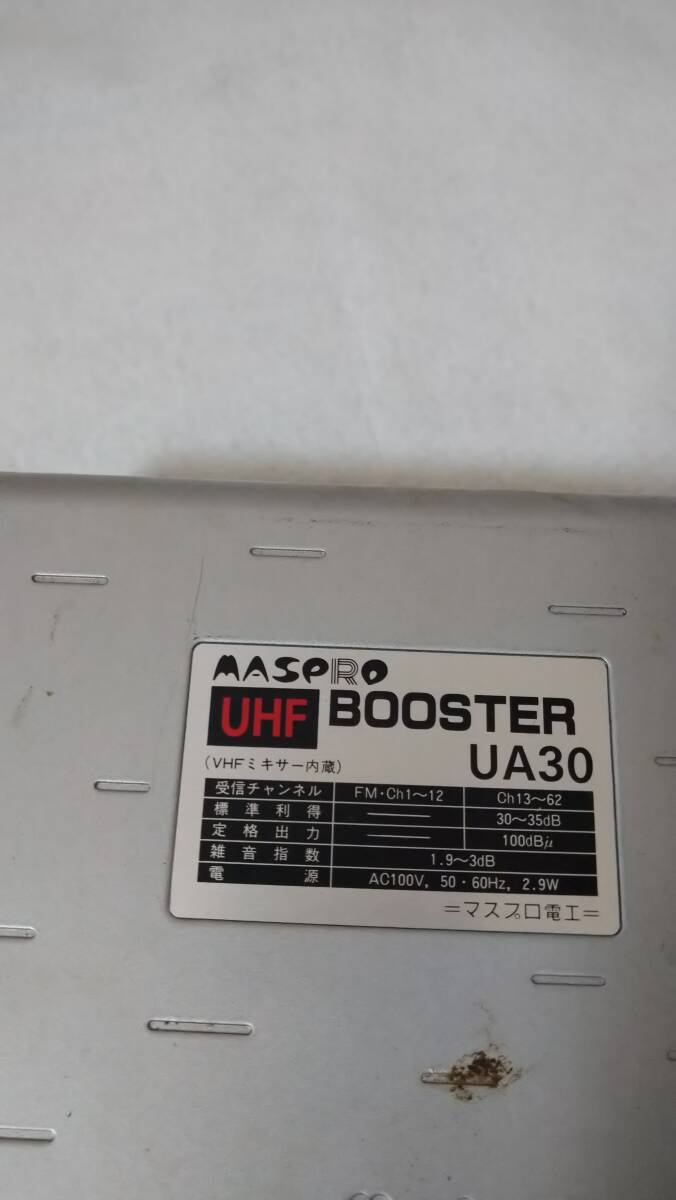 MASPRO
UHF BOOSTER
(VHFミキサー内蔵) UA30
受信チャンネル FM・Ch1〜12 Ch13〜62
標準利得 ─── 30〜35dB
定格出力 ─── 100dBμ
雑音指数 1.9〜3dB
電源 AC100V, 50・60Hz, 2.9W
=マスプロ電工=